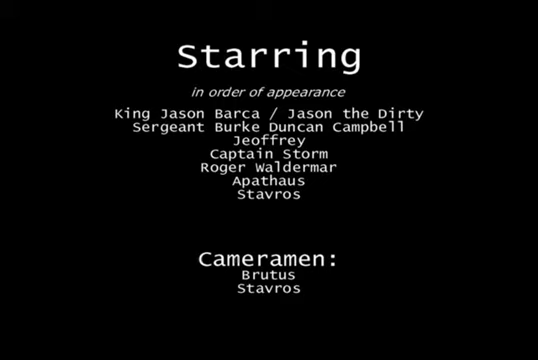 Starring
in order of appearance
King Jason Barca / Jason the Dirty
Sergeant Burke Duncan Campbell
Jeoffrey
Captain Storm
Roger Waldermar
Apathaus
Stavros
Cameramen:
Brutus
Stavros